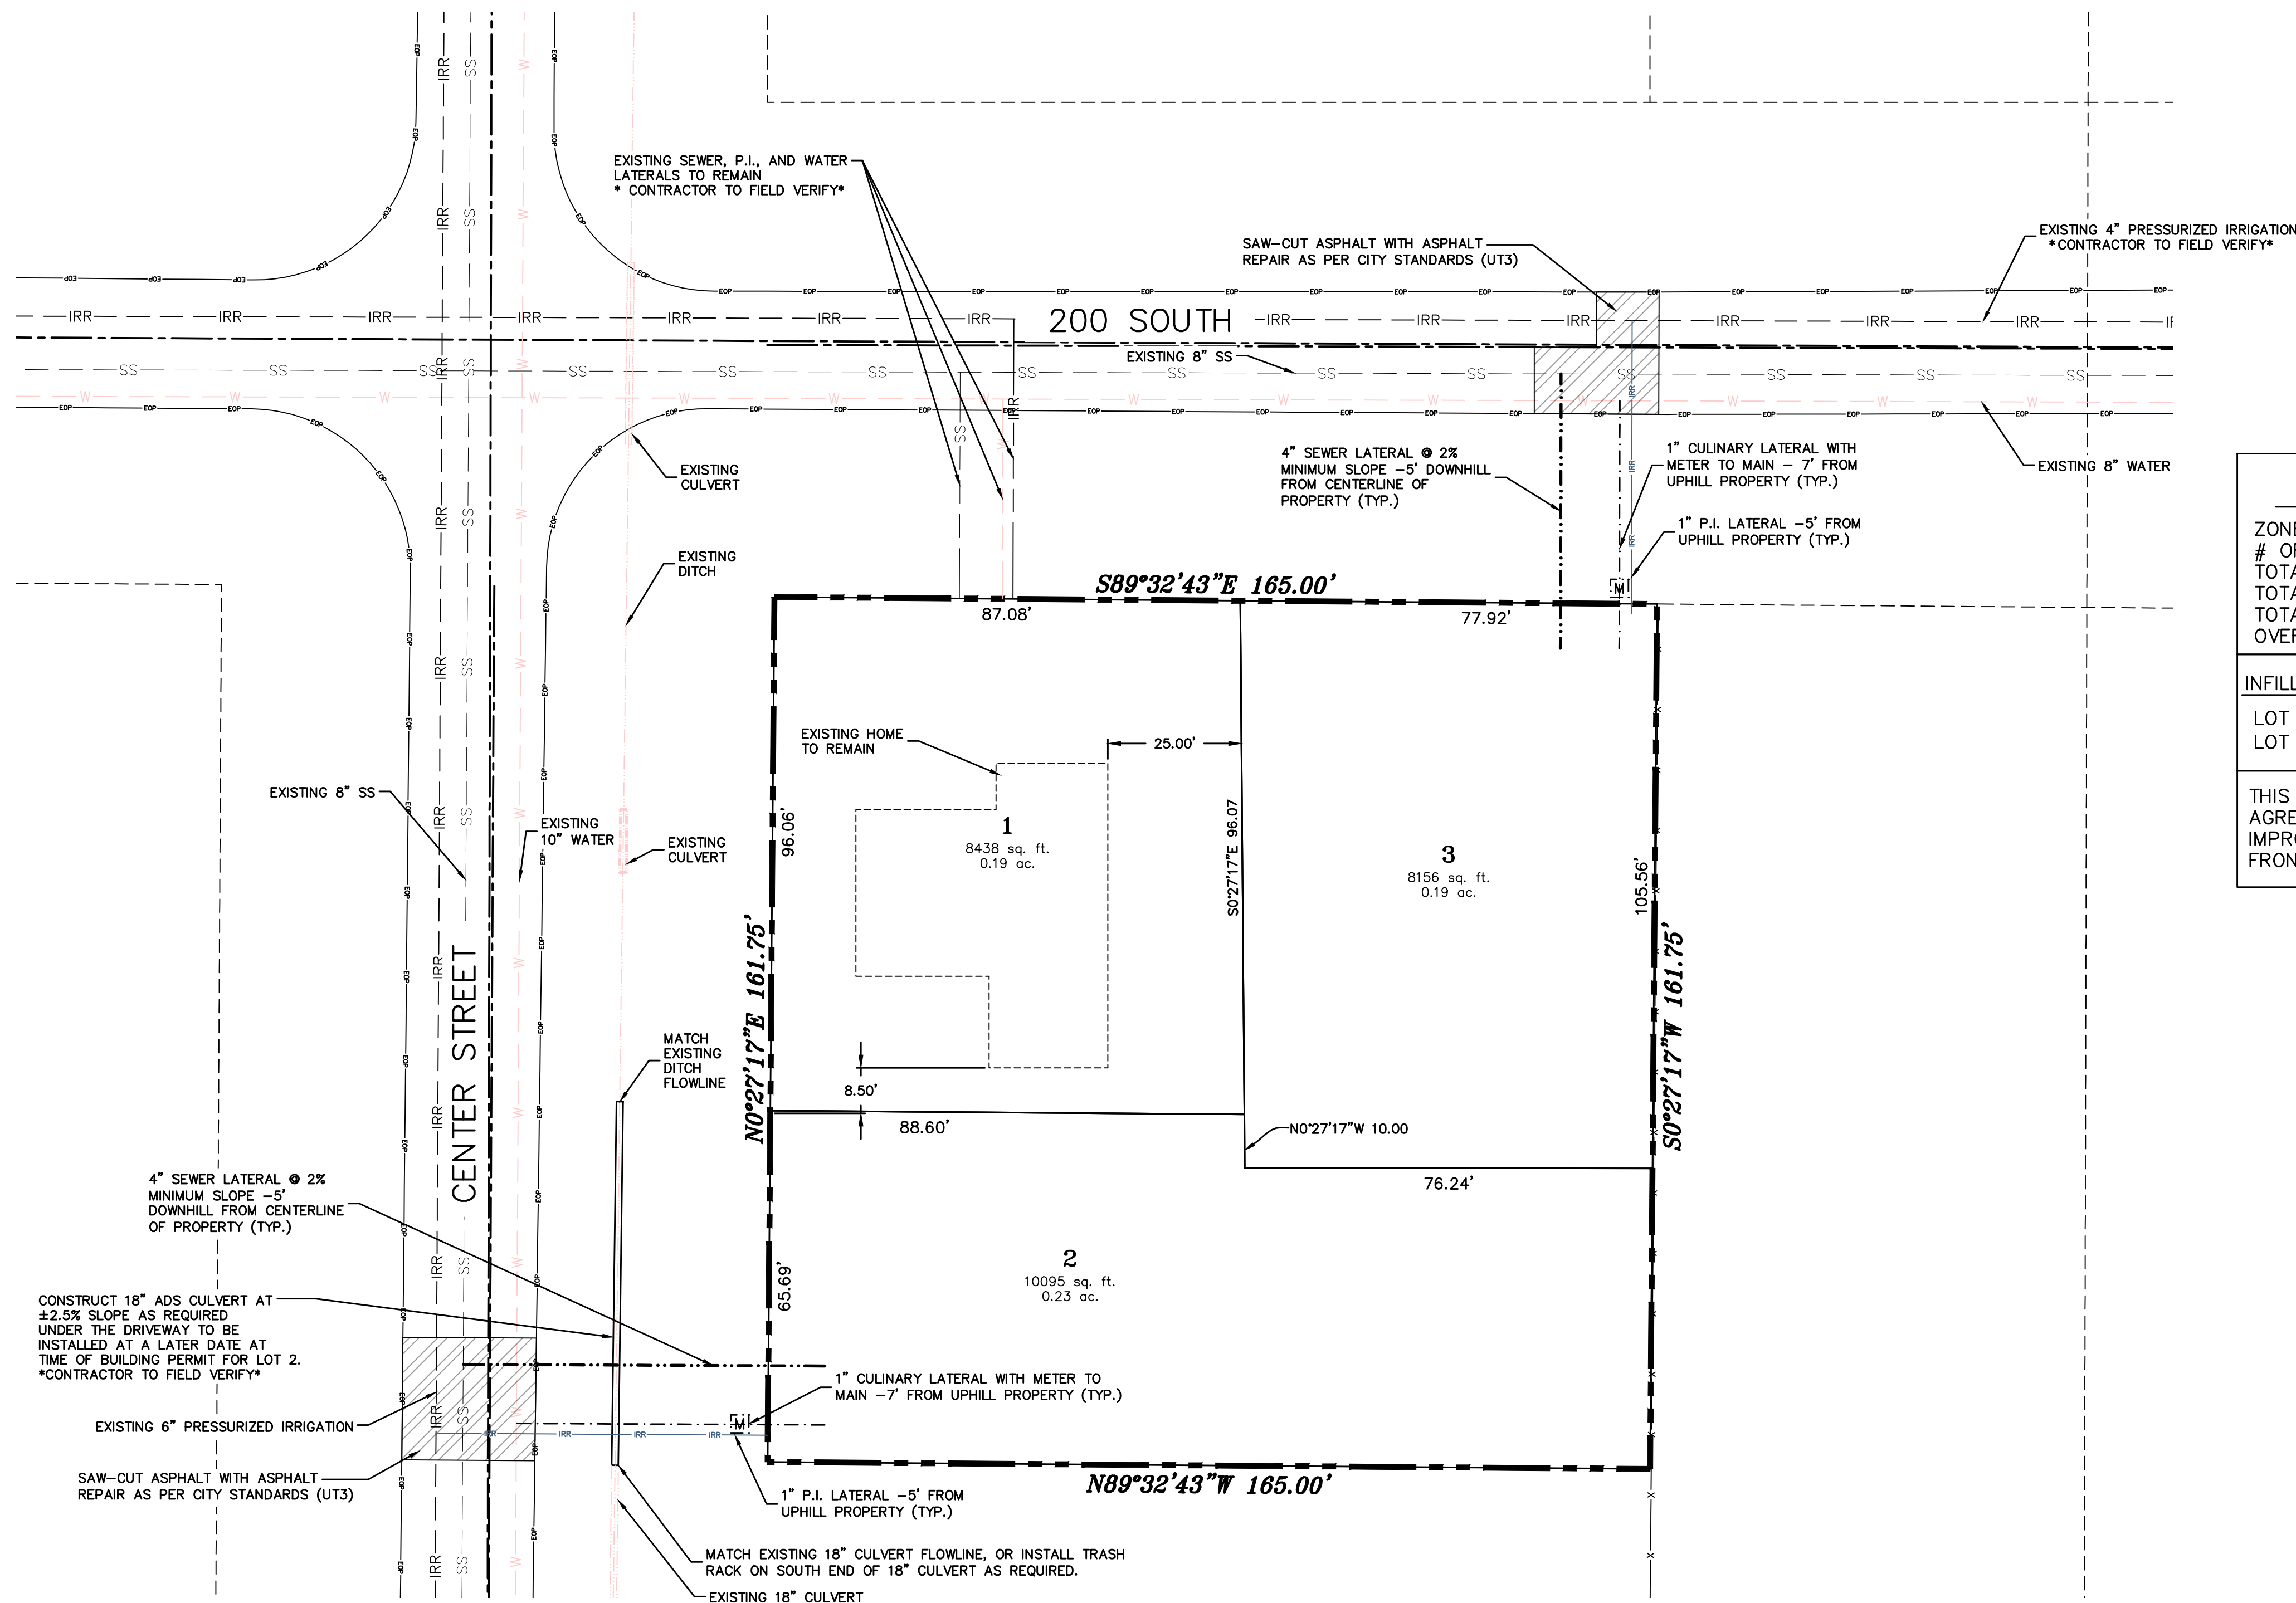 EXISTING SEWER, P.I., AND WATER
LATERALS TO REMAIN
* CONTRACTOR TO FIELD VERIFY*
SAW-CUT ASPHALT WITH ASPHALT
REPAIR AS PER CITY STANDARDS (UT3)
EXISTING 4" PRESSURIZED IRRIGATION
*CONTRACTOR TO FIELD VERIFY*
200 SOUTH
EXISTING 8" SS
EXISTING
CULVERT
4" SEWER LATERAL @ 2%
MINIMUM SLOPE -5' DOWNHILL
FROM CENTERLINE OF
PROPERTY (TYP.)
1" CULINARY LATERAL WITH
METER TO MAIN - 7' FROM
UPHILL PROPERTY (TYP.)
EXISTING 8" WATER
1" P.I. LATERAL -5' FROM
UPHILL PROPERTY (TYP.)
EXISTING
DITCH
M
S89°32'43"E 165.00'
87.08'
77.92'
EXISTING HOME
TO REMAIN
25.00'
EXISTING 8" SS
EXISTING
10" WATER
EXISTING
CULVERT
96.06'
1
8438 sq. ft.
0.19 ac.
S0°27'17"E 96.07
3
8156 sq. ft.
0.19 ac.
105.56'
N0°27'17"E 161.75'
S0°27'17"W 161.75'
CENTER STREET
MATCH
EXISTING
DITCH
FLOWLINE
8.50'
88.60'
N0°27'17"W 10.00
76.24'
4" SEWER LATERAL @ 2%
MINIMUM SLOPE -5'
DOWNHILL FROM CENTERLINE
OF PROPERTY (TYP.)
2
10095 sq. ft.
0.23 ac.
65.69'
CONSTRUCT 18" ADS CULVERT AT
±2.5% SLOPE AS REQUIRED
UNDER THE DRIVEWAY TO BE
INSTALLED AT A LATER DATE AT
TIME OF BUILDING PERMIT FOR LOT 2.
*CONTRACTOR TO FIELD VERIFY*
1" CULINARY LATERAL WITH METER TO
MAIN -7' FROM UPHILL PROPERTY (TYP.)
M
EXISTING 6" PRESSURIZED IRRIGATION
SAW-CUT ASPHALT WITH ASPHALT
REPAIR AS PER CITY STANDARDS (UT3)
N89°32'43"W 165.00'
1" P.I. LATERAL -5' FROM
UPHILL PROPERTY (TYP.)
MATCH EXISTING 18" CULVERT FLOWLINE, OR INSTALL TRASH
RACK ON SOUTH END OF 18" CULVERT AS REQUIRED.
EXISTING 18" CULVERT
EOP
IRR
SS
W
X
# O
LOT
LOT
THIS